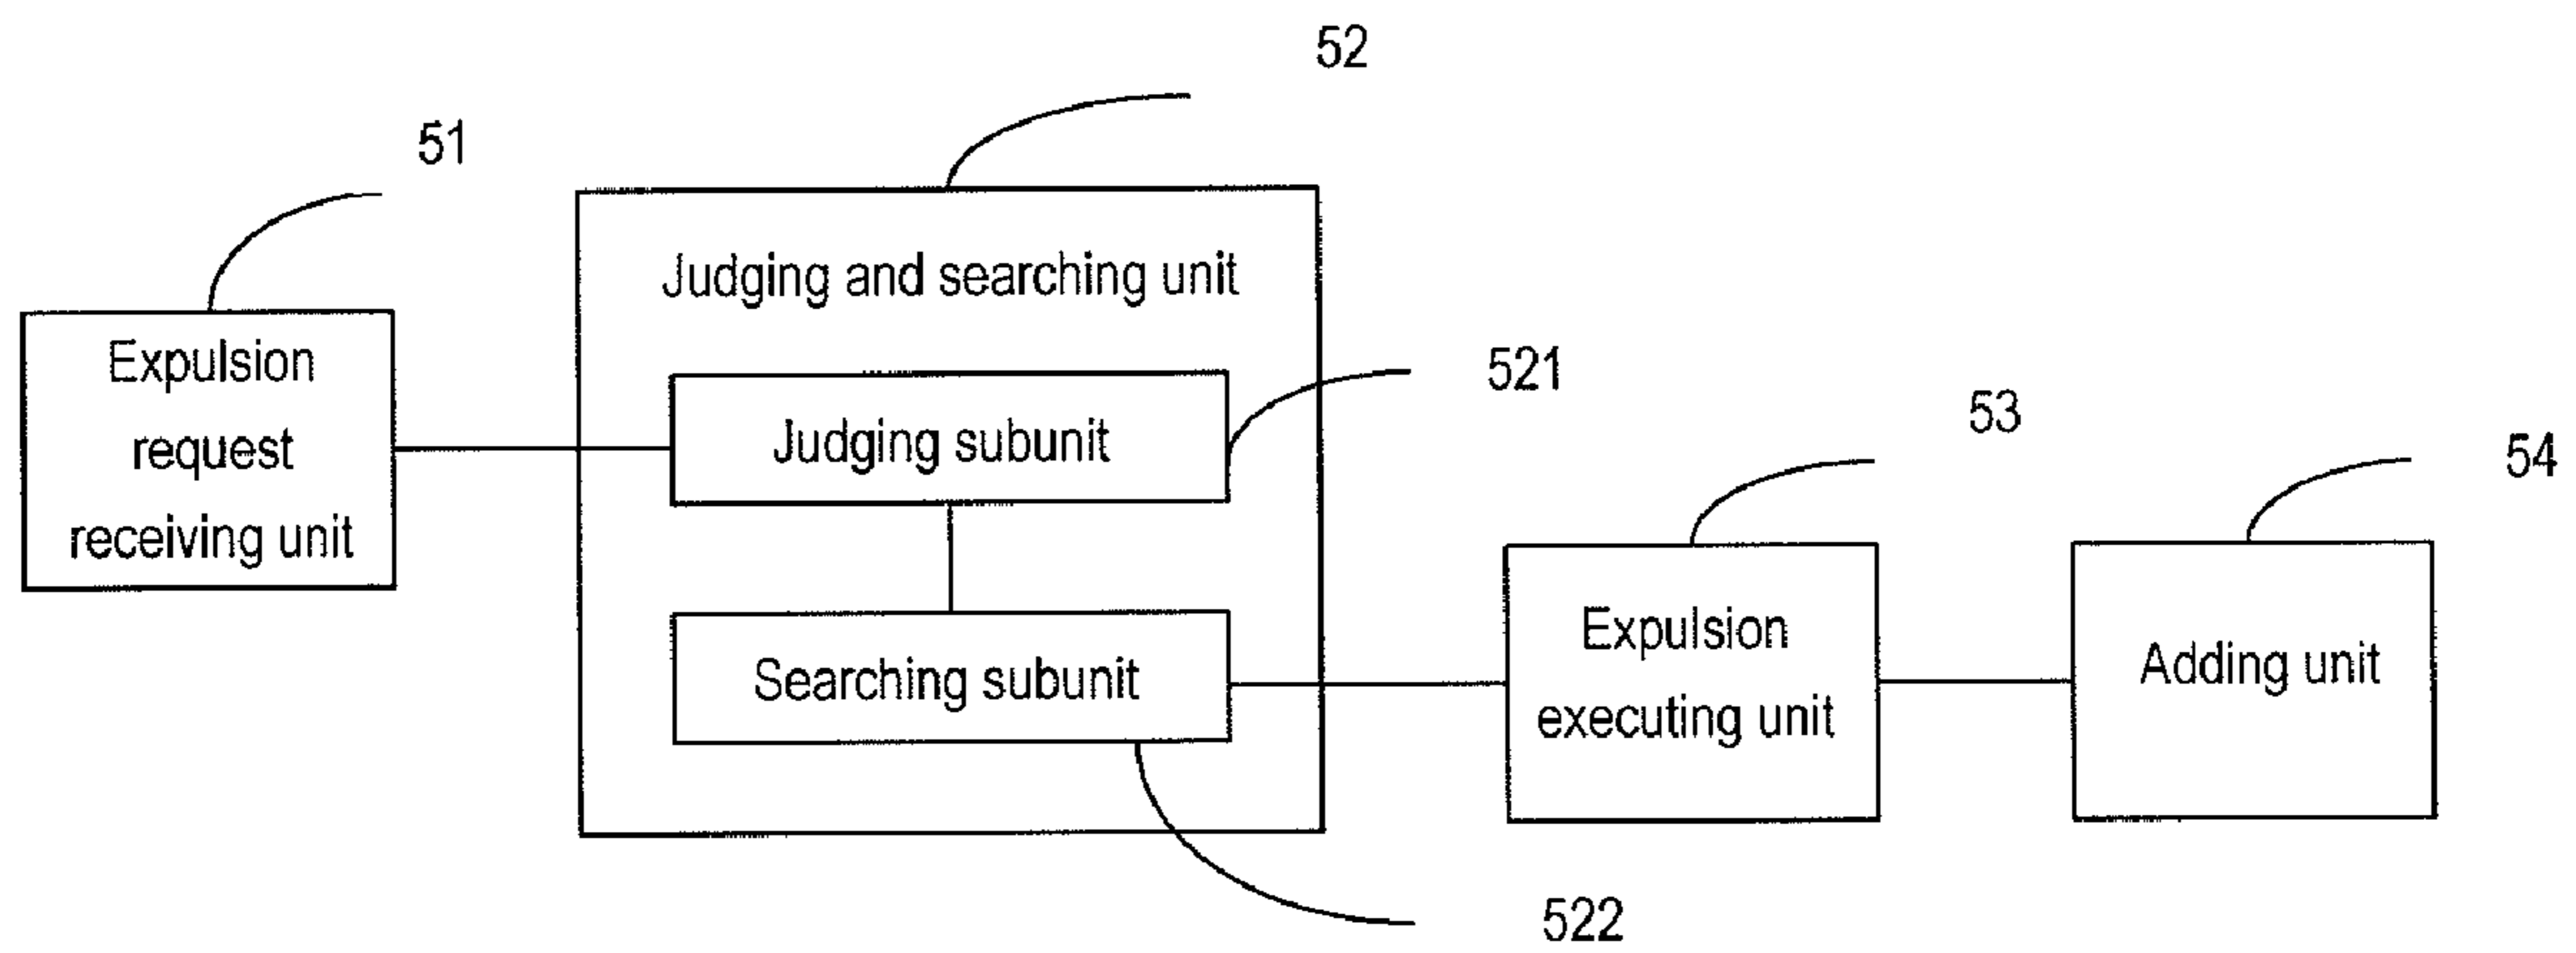 52
51
Judging and searching unit
Expulsion
request
receiving unit
521
Judging subunit
53
54
Searching subunit
Expulsion
executing unit
Adding unit
522